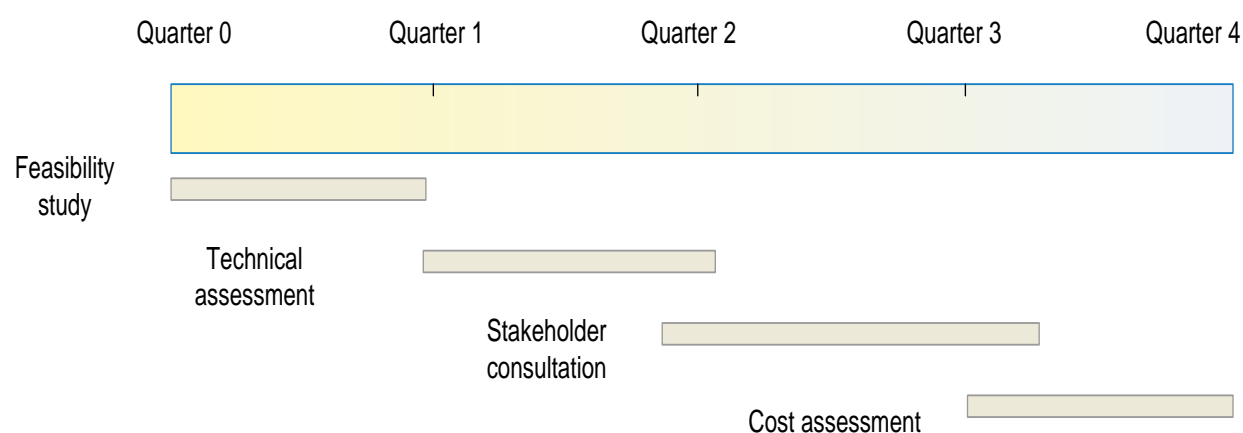 Quarter 0 Quarter 1 Quarter 2 Quarter 3 Quarter 4
Feasibility
study
Technical
assessment
Stakeholder
consultation
Cost assessment